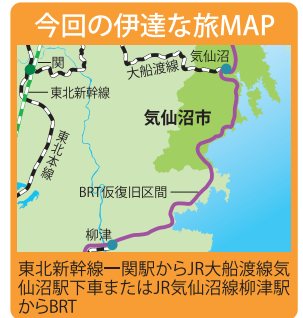 今回の伊達な旅MAP
一関
気仙沼
大船渡線
東北新幹線
気仙沼市
東北本線
BRT仮復旧区間
柳津
東北新幹線一関駅からJR大船渡線気
仙沼駅下車またはJR気仙沼線柳津駅
からBRT